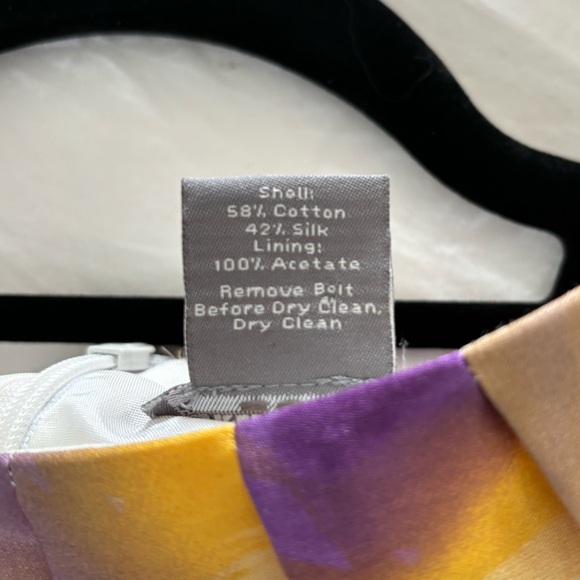 Shell:
58% Cotton
42% Silk
Lining:
100% Acetate
Remove Belt
Before Dry Clean,
Dry Clean